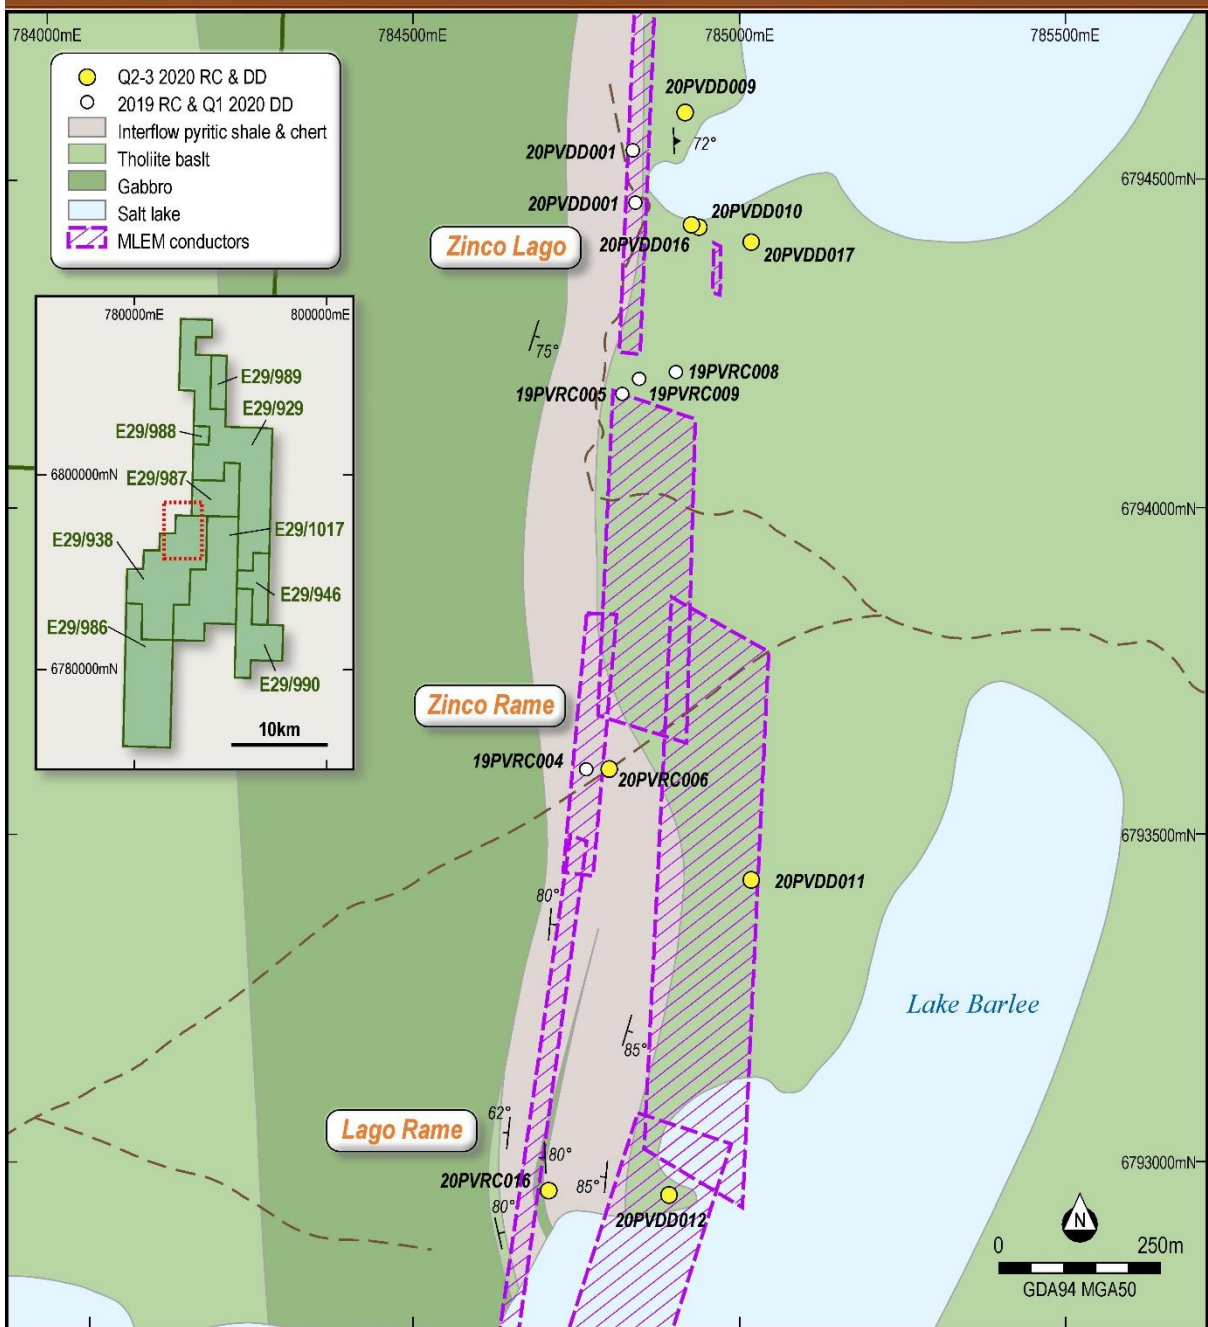 784000mE
784500mE
785000mE
785500mE
Q2-3 2020 RC & DD
2019 RC & Q1 2020 DD
Interflow pyritic shale & chert
Tholiite baslt
Gabbro
Salt lake
MLEM conductors
20PVDD009
72°
20PVDD001
6794500mN
20PVDD001
20PVDD010
Zinco Lago
20PVDD016
20PVDD017
780000mE
800000mE
75°
E29/989
19PVRC008
19PVRC005
19PVRC009
E29/929
E29/988
6800000mN
E29/987
6794000mN
E29/1017
E29/938
E29/946
E29/986
6780000mN
E29/990
10km
Zinco Rame
19PVRC004
20PVRC006
6793500mN
20PVDD011
80°
Lake Barlee
85°
62°
Lago Rame
80°
6793000mN
20PVRC016
85°
80°
20PVDD012
N
0
250m
GDA94 MGA50